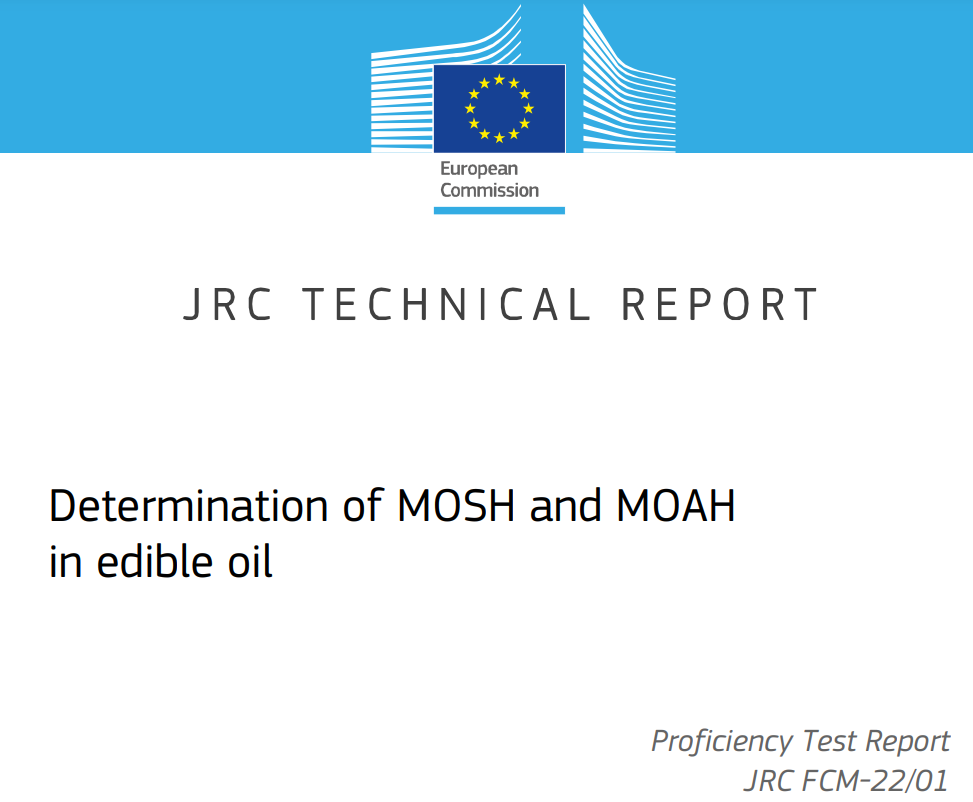 European
Commission
JRC TECHNICAL REPORT
Determination of MOSH and MOAH
in edible oil
Proficiency Test Report
JRC FCM-22/01